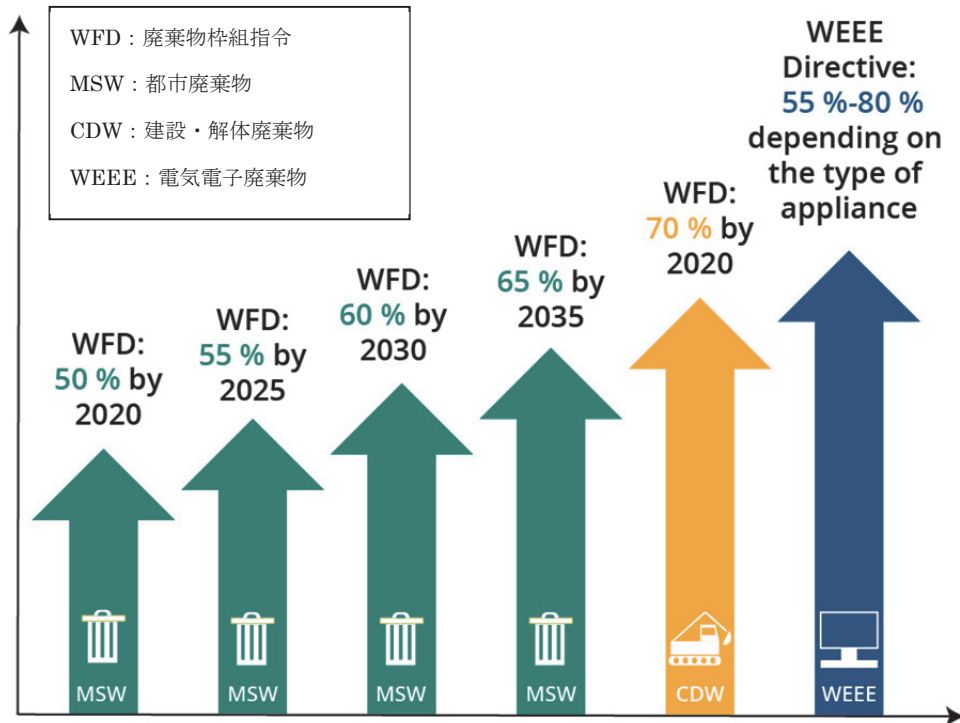 WFD：廃棄物枠組指令
MSW：都市廃棄物
CDW：建設・解体廃棄物
WEEE：電気電子廃棄物
WFD:
50 % by
2020
WFD:
55 % by
2025
WFD:
60 % by
2030
WFD:
65 % by
2035
WFD:
70 % by
2020
WEEE
Directive:
55 %-80 %
depending on
the type of
appliance
MSW
MSW
MSW
MSW
CDW
WEEE